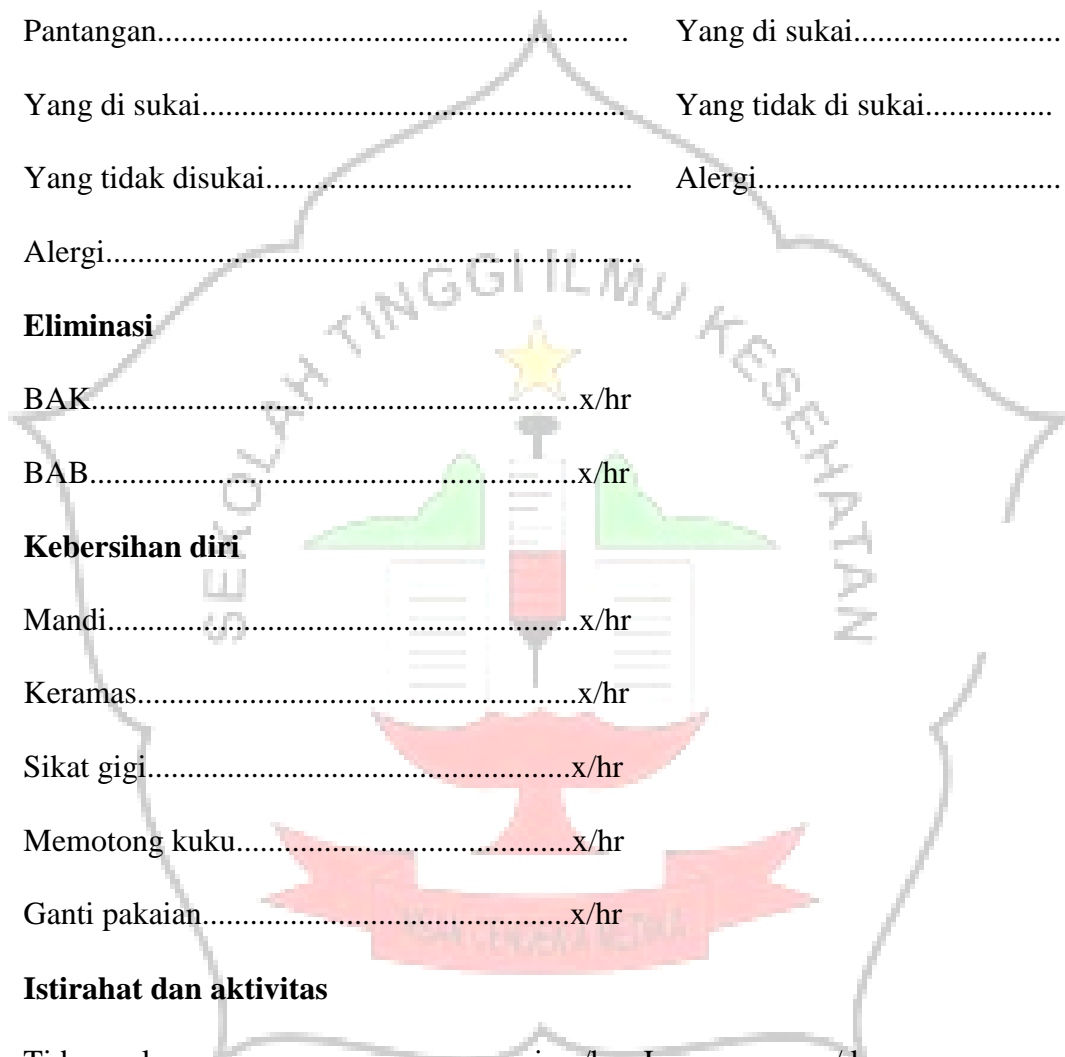 Pantangan.......................................................... Yang di sukai..........................
Yang di sukai..................................................... Yang tidak di sukai................
Yang tidak disukai.............................................. Alergi......................................
Alergi...................................................................
Eliminasi
BAK.............................................................x/hr
BAB.............................................................x/hr
Kebersihan diri
Mandi...........................................................x/hr
Keramas.......................................................x/hr
Sikat gigi.....................................................x/hr
Memotong kuku..........................................x/hr
Ganti pakaian..............................................x/hr
Istirahat dan aktivitas
SEKOLAH TINGGI ILMU KESEHATAN